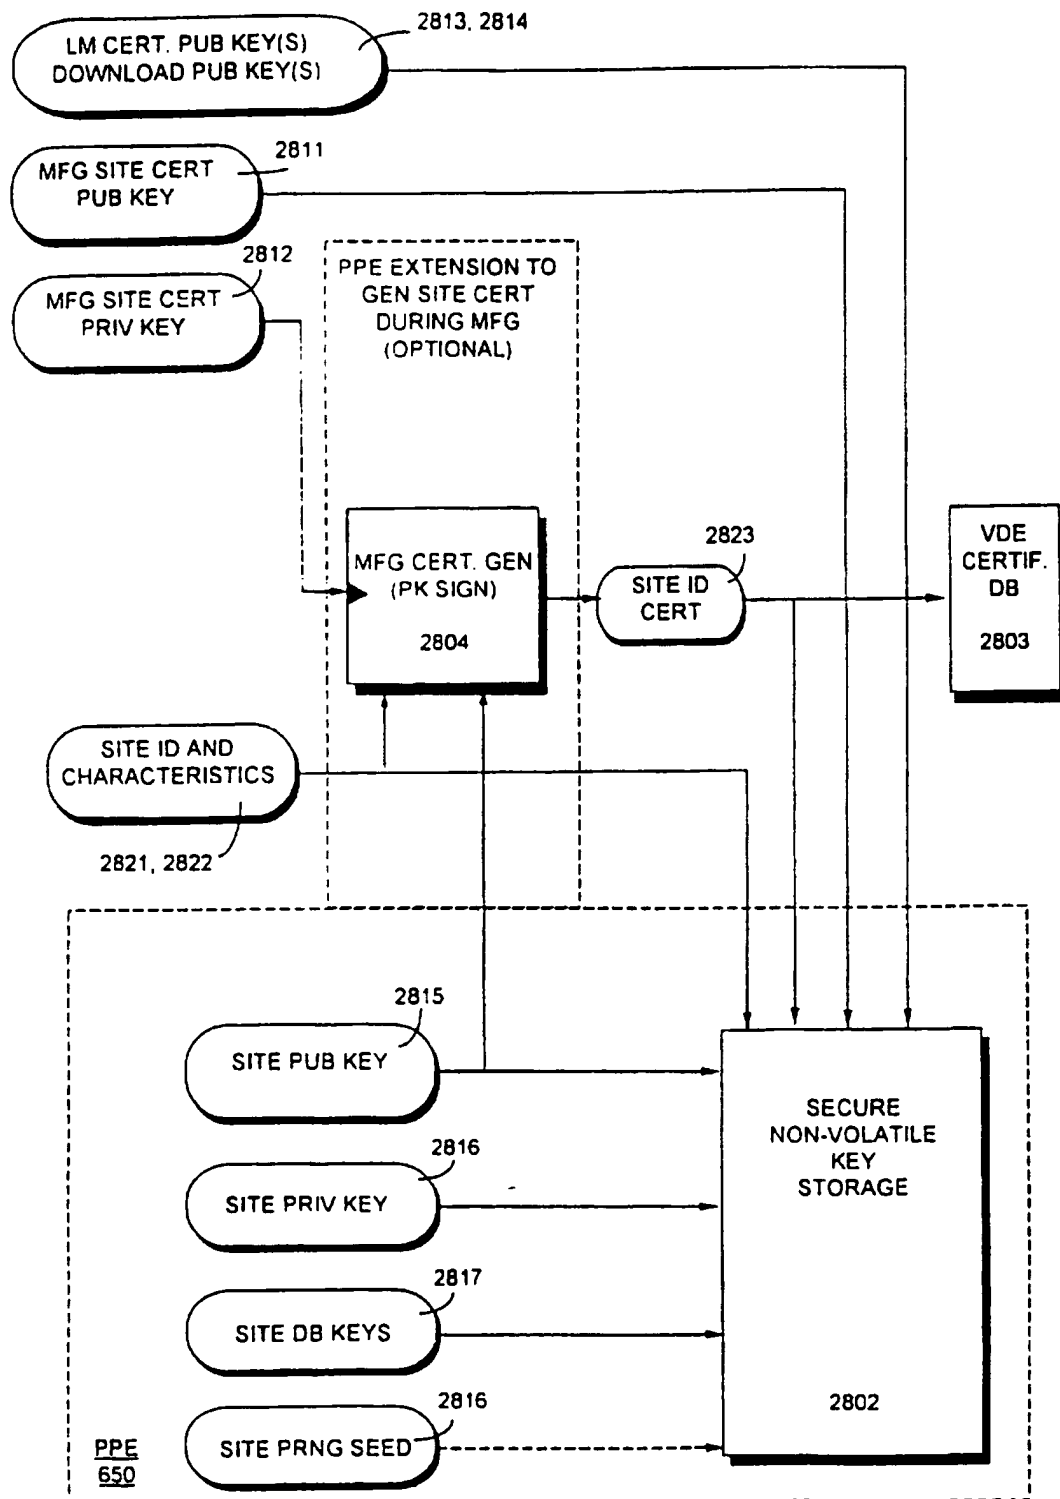 2813, 2814
LM CERT. PUB KEY(S)
DOWNLOAD PUB KEY(S)
2811
MFG SITE CERT
PUB KEY
2812
MFG SITE CERT
PRIV KEY
PPE EXTENSION TO
GEN SITE CERT
DURING MFG
(OPTIONAL)
MFG CERT. GEN
(PK SIGN)
2804
2823
SITE ID
CERT
VDE
CERTIF.
DB
2803
SITE ID AND
CHARACTERISTICS
2821, 2822
2815
SITE PUB KEY
2816
SITE PRIV KEY
2817
SITE DB KEYS
2816
SITE PRNG SEED
SECURE
NON-VOLATILE
KEY
STORAGE
2802
PPE
650